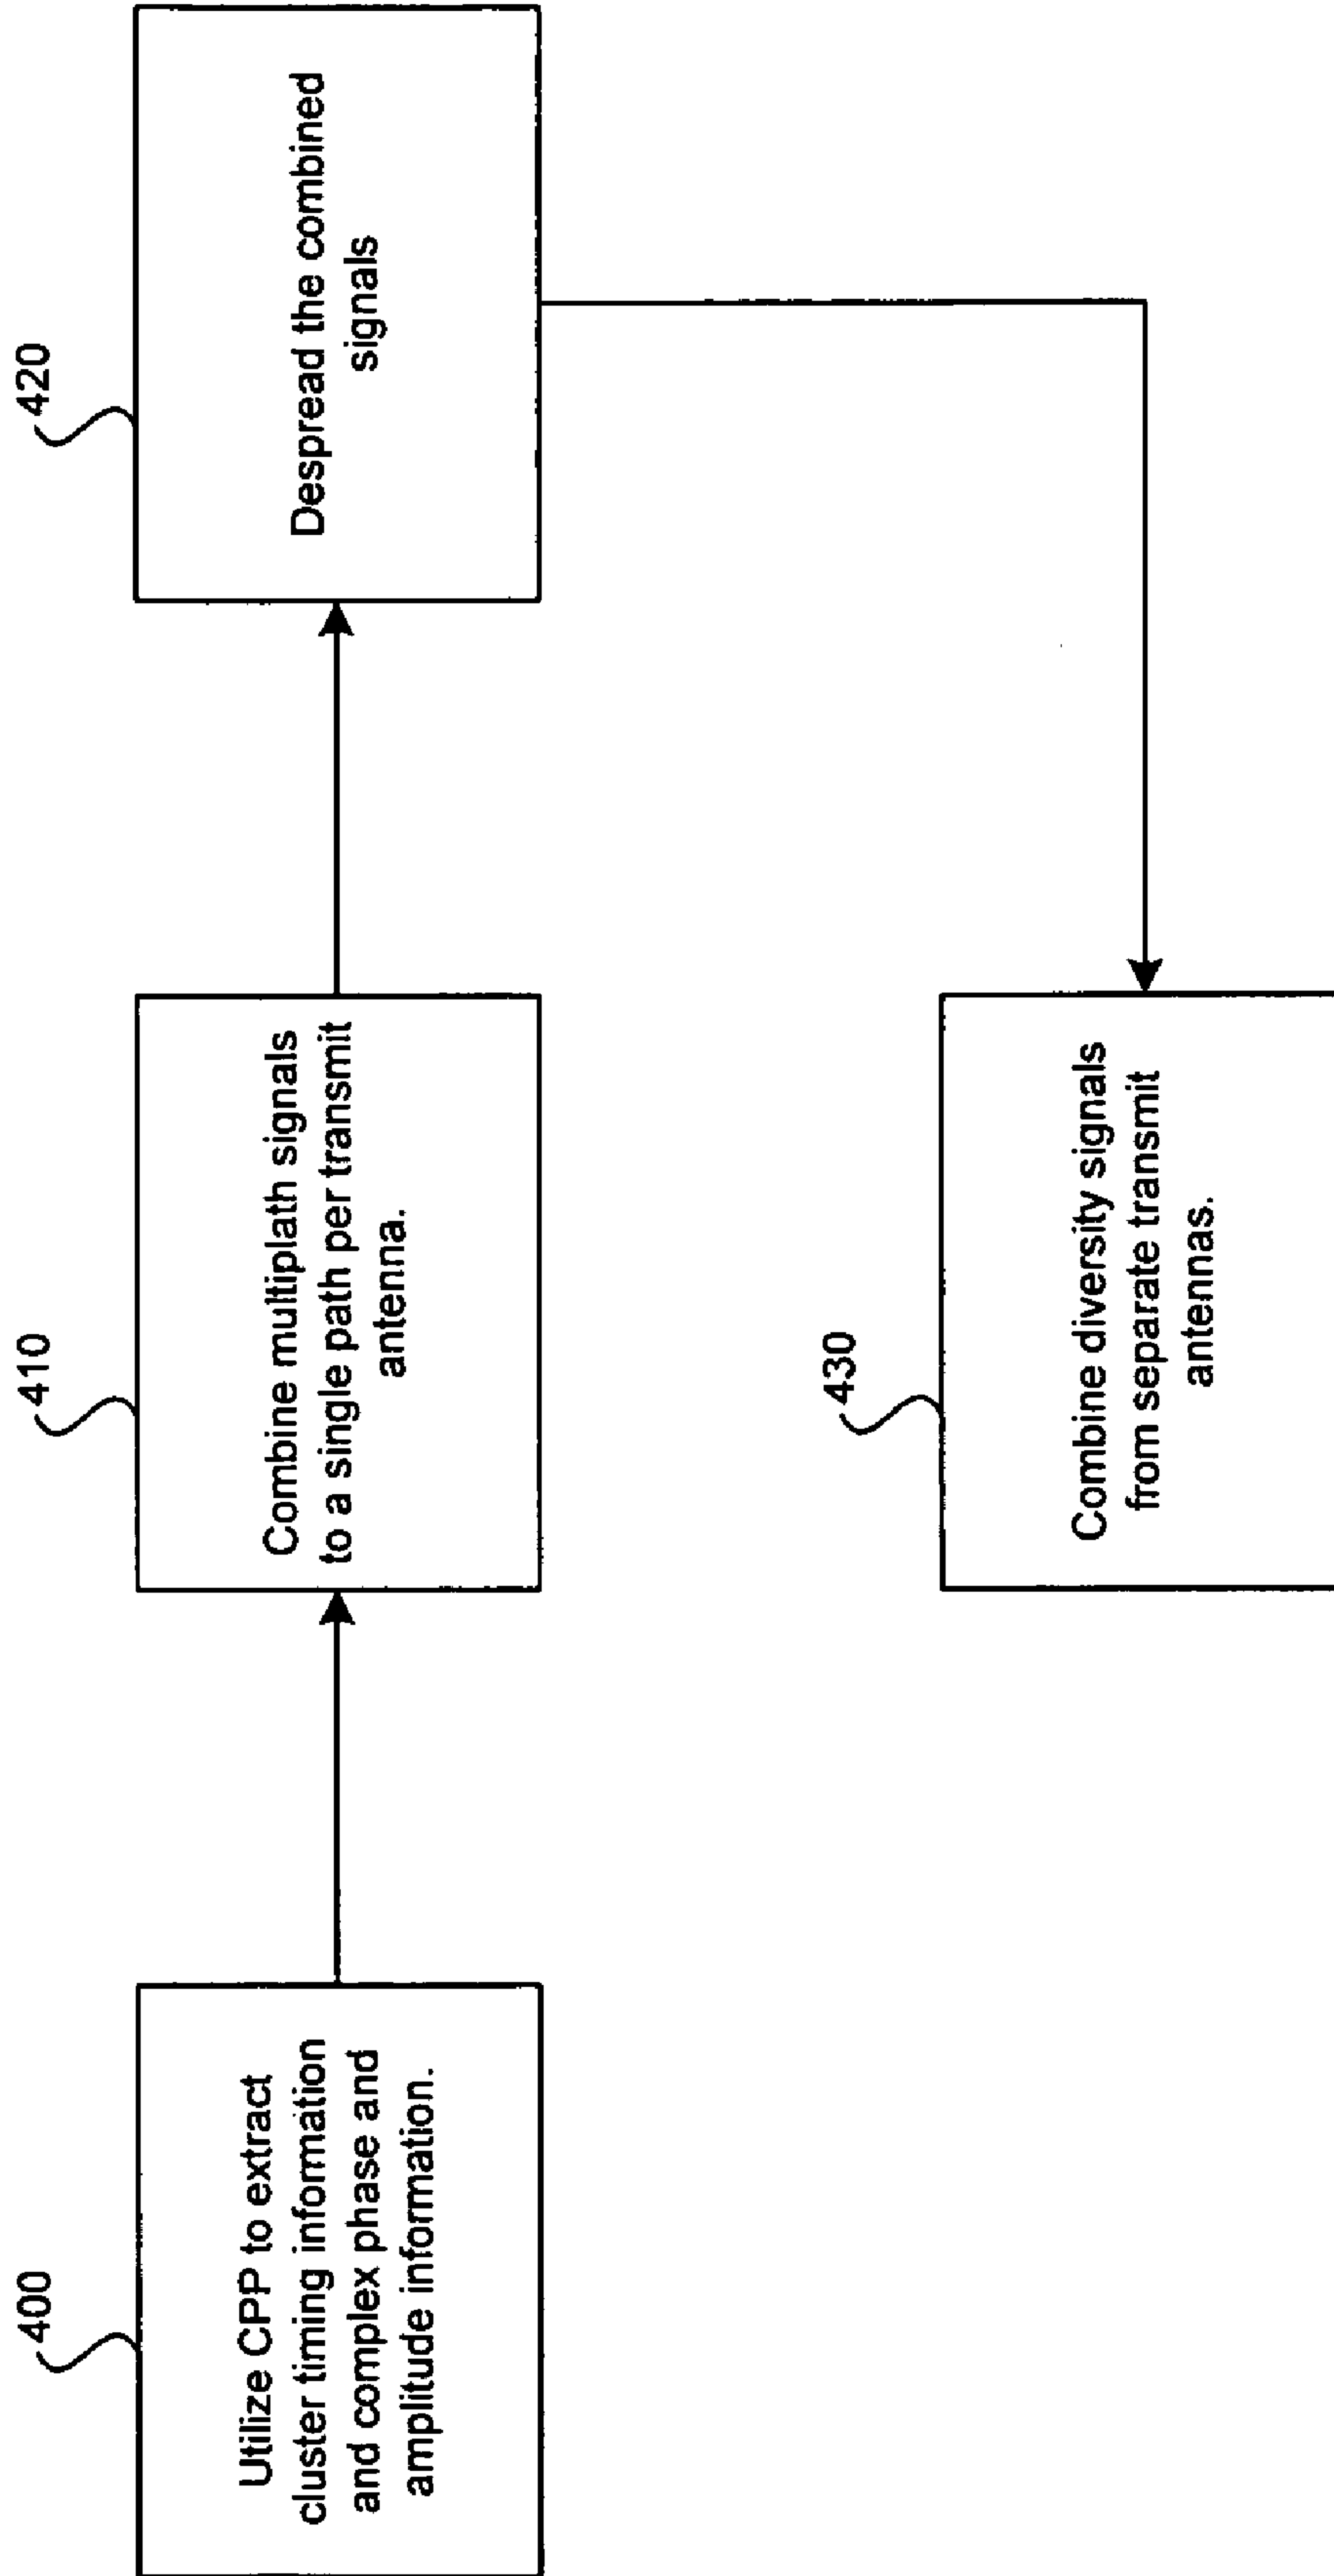 400
Utilize CPP to extract
cluster timing information
and complex phase and
amplitude information.
410
Combine multiplath signals
to a single path per transmit
antenna.
420
Despread the combined
signals
430
Combine diversity signals
from separate transmit
antennas.